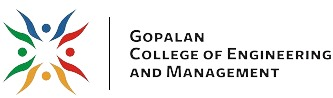 GOPALAN
COLLEGE OF ENGINEERING
AND MANAGEMENT